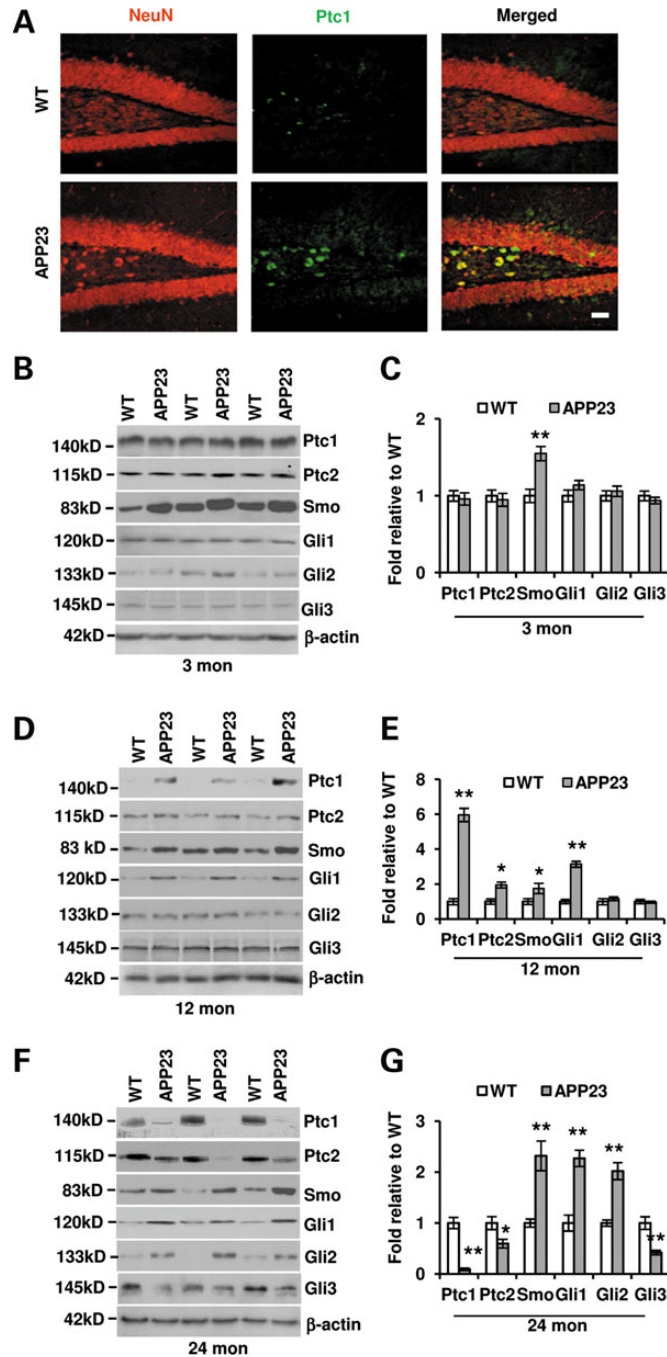 A
NeuN Ptc1 Merged
WT
APP23
B
WT APP23 WT APP23 WT APP23
140kD Ptc1
115kD Ptc2
83kD Smo
120kD Gli1
133kD Gli2
145kD Gli3
42kD β-actin
3 mon
C
WT APP23
Fold relative to WT
2
1
0
**
Ptc1 Ptc2 Smo Gli1 Gli2 Gli3
3 mon
D
WT APP23 WT APP23 WT APP23
140kD Ptc1
115kD Ptc2
83 kD Smo
120kD Gli1
133kD Gli2
145kD Gli3
42kD β-actin
12 mon
E
WT APP23
Fold relative to WT
8
6
4
2
0
** * * **
Ptc1 Ptc2 Smo Gli1 Gli2 Gli3
12 mon
F
WT APP23 WT APP23 WT APP23
140kD Ptc1
115kD Ptc2
83kD Smo
120kD Gli1
133kD Gli2
145kD Gli3
42kD β-actin
24 mon
G
WT APP23
Fold relative to WT
3
2
1
0
** * ** ** ** **
Ptc1 Ptc2 Smo Gli1 Gli2 Gli3
24 mon